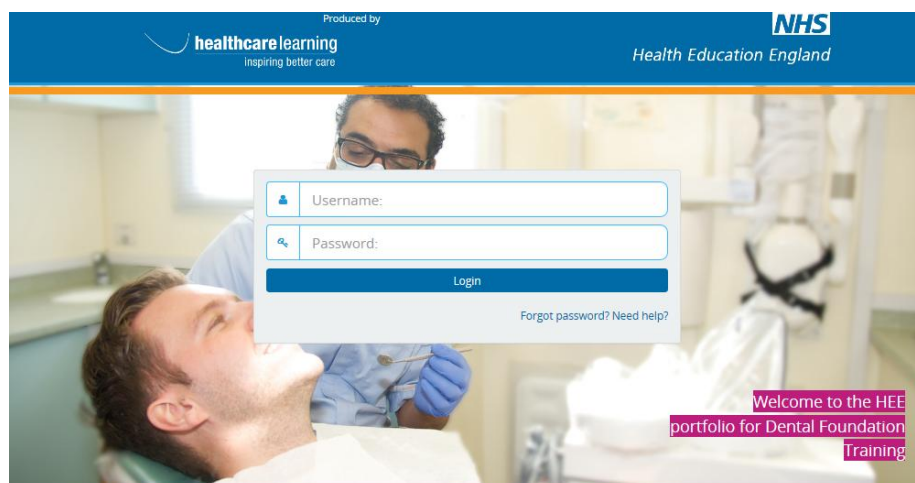 Produced by
healthcare learning
inspiring better care
NHS
Health Education England
Username:
Password:
Login
Forgot password? Need help?
Welcome to the HEE
portfolio for Dental Foundation
Training